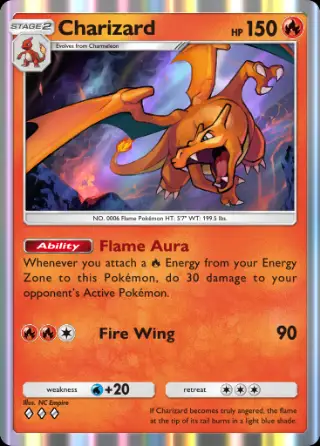 STAGE 2
Charizard
HP 150
Evolves from Charmeleon
NO. 0006 Flame Pokémon HT: 5'7" WT: 199.5 lbs.
Ability Flame Aura
Whenever you attach a Energy from your Energy
Zone to this Pokémon, do 30 damage to your
opponent's Active Pokémon.
Fire Wing 90
weakness +20 retreat
Illus. NC Empire
If Charizard becomes truly angered, the flame
at the tip of its tail burns in a light blue shade.